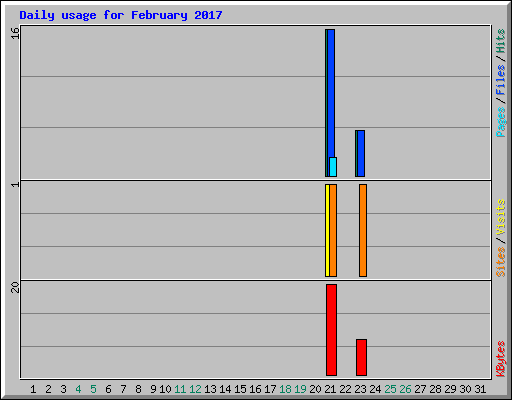 Daily usage for February 2017
16
Pages/Files/Hits
1
Sites/Visits
20
KBytes
1 2 3 4 5 6 7 8 9 10 11 12 13 14 15 16 17 18 19 20 21 22 23 24 25 26 27 28 29 30 31